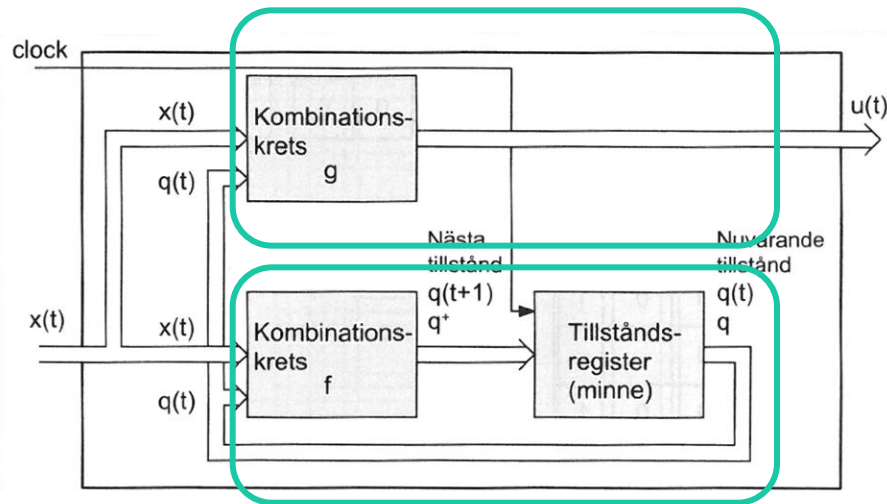 clock
x(t)
u(t)
Kombinations-
krets
g
q(t)
Nästa
tillstånd
q(t+1)
q⁺
Nuvarande
tillstånd
q(t)
q
x(t)
x(t)
Kombinations-
krets
f
q(t)
Tillstånds-
register
(minne)